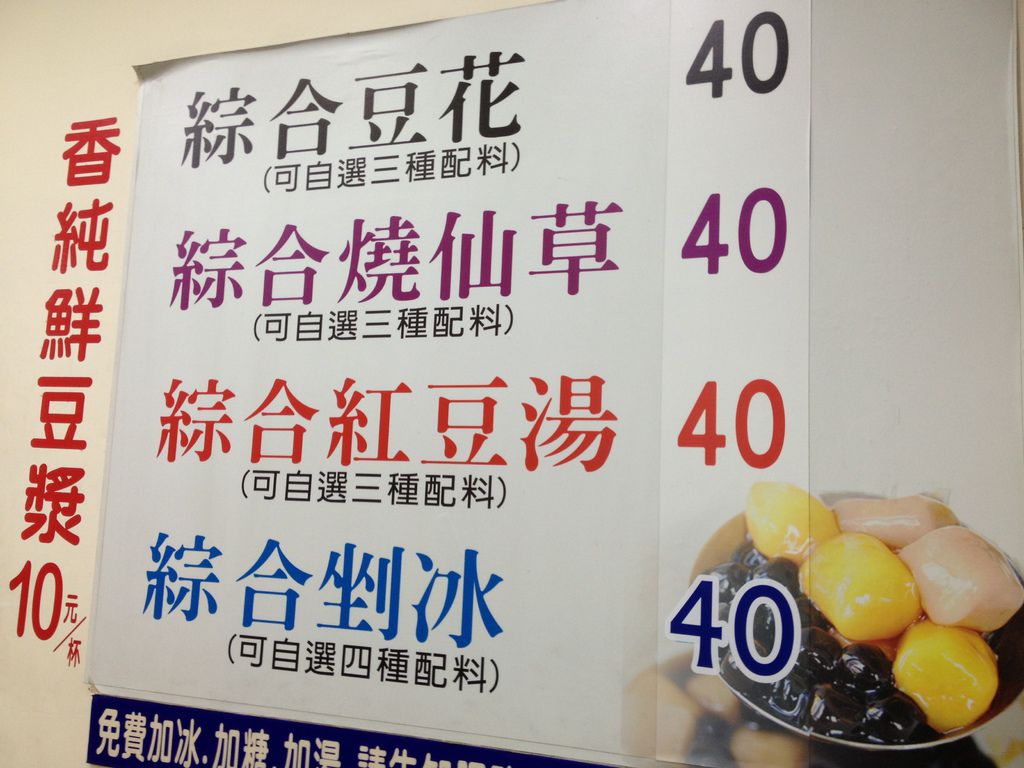 香純鮮豆漿10元/杯
綜合豆花 40
(可自選三種配料)
綜合燒仙草 40
(可自選三種配料)
綜合紅豆湯 40
(可自選三種配料)
綜合剉冰 40
(可自選四種配料)
免費加冰.加糖.加湯 請先